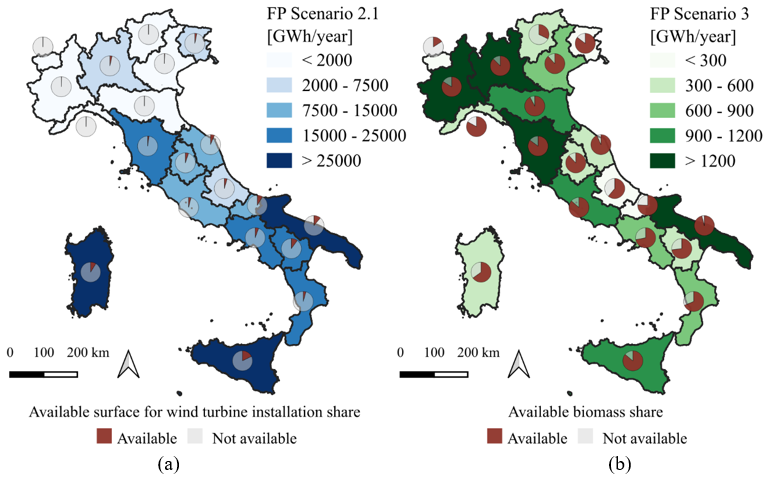 FP Scenario 2.1
[GWh/year]
< 2000
2000 - 7500
7500 - 15000
15000 - 25000
> 25000
0 100 200 km
Available surface for wind turbine installation share
Available Not available
(a)
FP Scenario 3
[GWh/year]
< 300
300 - 600
600 - 900
900 - 1200
> 1200
0 100 200 km
Available biomass share
Available Not available
(b)